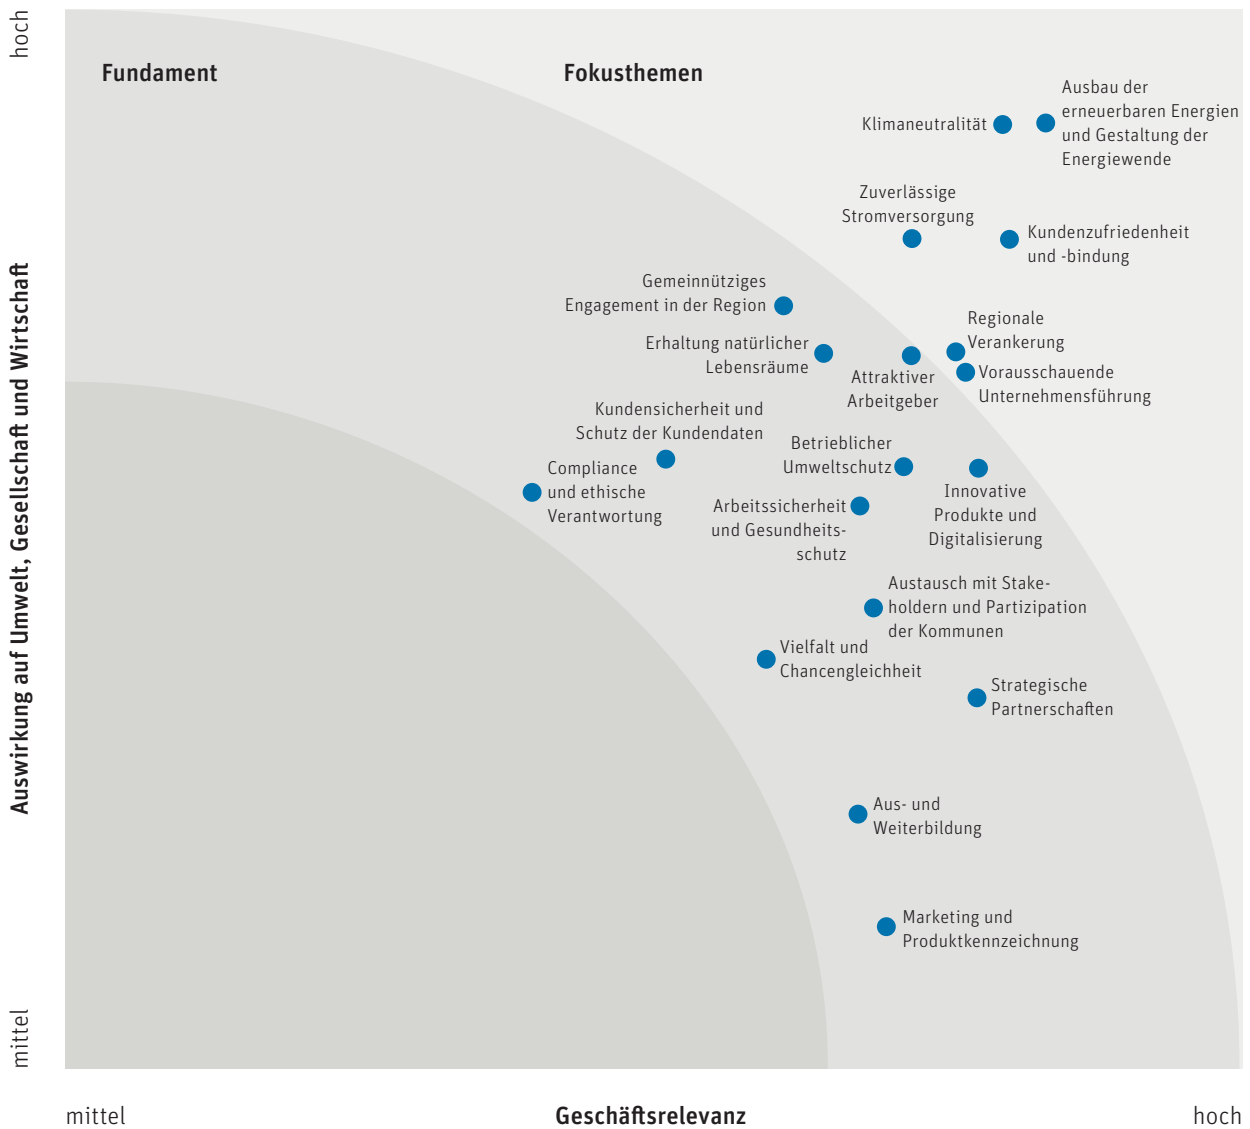 hoch
Fundament
Fokusthemen
Ausbau der
erneuerbaren Energien
und Gestaltung der
Energiewende
Klimaneutralität
Zuverlässige
Stromversorgung
Kundenzufriedenheit
und -bindung
Gemeinnütziges
Engagement in der Region
Regionale
Verankerung
Erhaltung natürlicher
Lebensräume
Attraktiver
Arbeitgeber
Vorausschauende
Unternehmensführung
Kundensicherheit und
Schutz der Kundendaten
Betrieblicher
Umweltschutz
Compliance
und ethische
Verantwortung
Innovative
Produkte und
Digitalisierung
Arbeitssicherheit
und Gesundheits-
schutz
Austausch mit Stake-
holdern und Partizipation
der Kommunen
Vielfalt und
Chancengleichheit
Strategische
Partnerschaften
Aus- und
Weiterbildung
Marketing und
Produktkennzeichnung
Auswirkung auf Umwelt, Gesellschaft und Wirtschaft
mittel
mittel
Geschäftsrelevanz
hoch